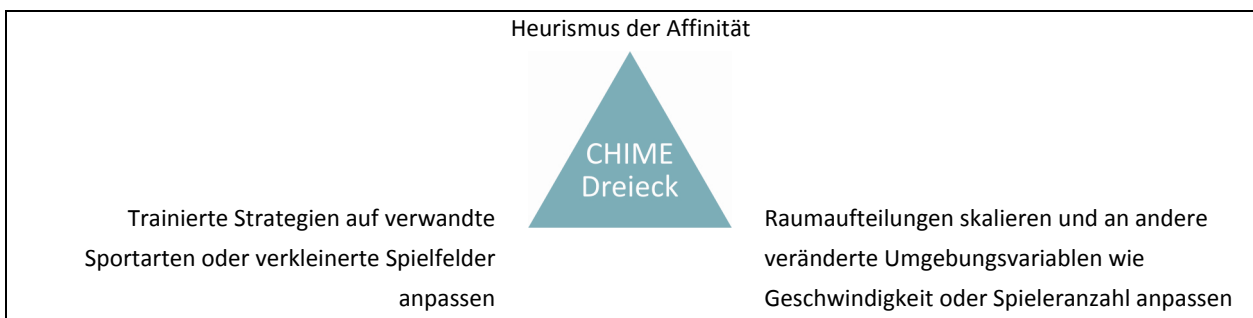 Heurismus der Affinität
CHIME
Dreieck
Trainierte Strategien auf verwandte
Sportarten oder verkleinerte Spielfelder
anpassen
Raumaufteilungen skalieren und an andere
veränderte Umgebungsvariablen wie
Geschwindigkeit oder Spieleranzahl anpassen